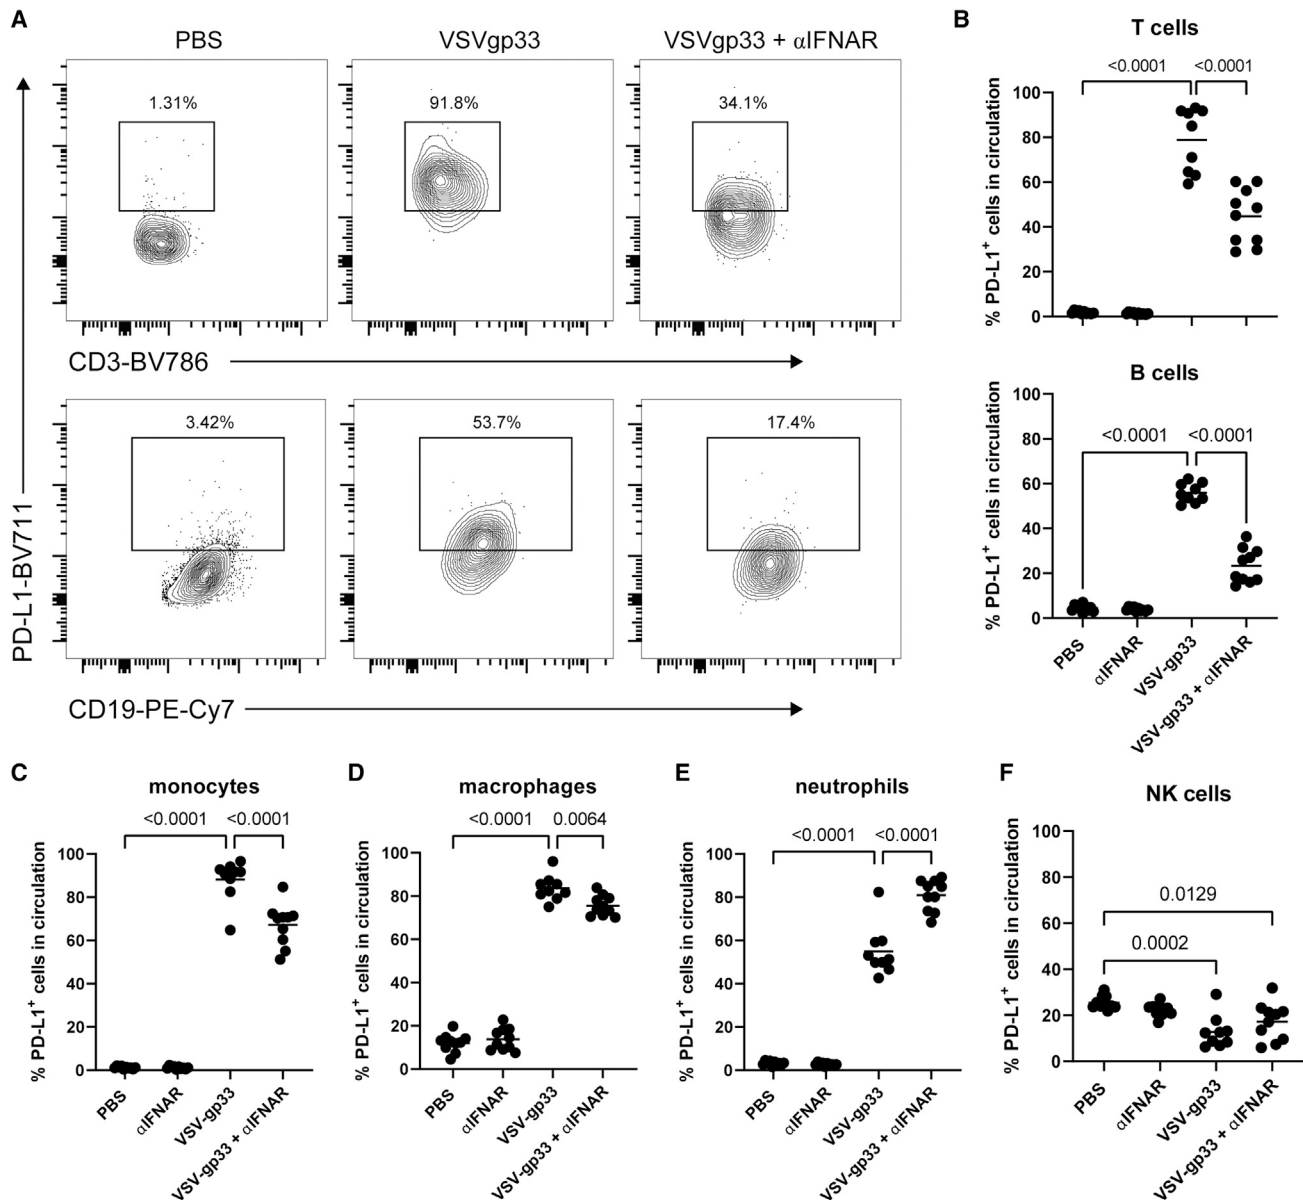 A
PBS
VSVgp33
VSVgp33 + αIFNAR
1.31%
91.8%
34.1%
CD3-BV786
3.42%
53.7%
17.4%
PD-L1-BV711
CD19-PE-Cy7
B
T cells
<0.0001
<0.0001
% PD-L1+ cells in circulation
100
80
60
40
20
0
B cells
<0.0001
<0.0001
% PD-L1+ cells in circulation
100
80
60
40
20
0
PBS
αIFNAR
VSV-gp33
VSV-gp33 + αIFNAR
C
monocytes
<0.0001
<0.0001
% PD-L1+ cells in circulation
100
80
60
40
20
0
PBS
αIFNAR
VSV-gp33
VSV-gp33 + αIFNAR
D
macrophages
<0.0001
0.0064
% PD-L1+ cells in circulation
100
80
60
40
20
0
PBS
αIFNAR
VSV-gp33
VSV-gp33 + αIFNAR
E
neutrophils
<0.0001
<0.0001
% PD-L1+ cells in circulation
100
80
60
40
20
0
PBS
αIFNAR
VSV-gp33
VSV-gp33 + αIFNAR
F
NK cells
0.0129
0.0002
% PD-L1+ cells in circulation
100
80
60
40
20
0
PBS
αIFNAR
VSV-gp33
VSV-gp33 + αIFNAR